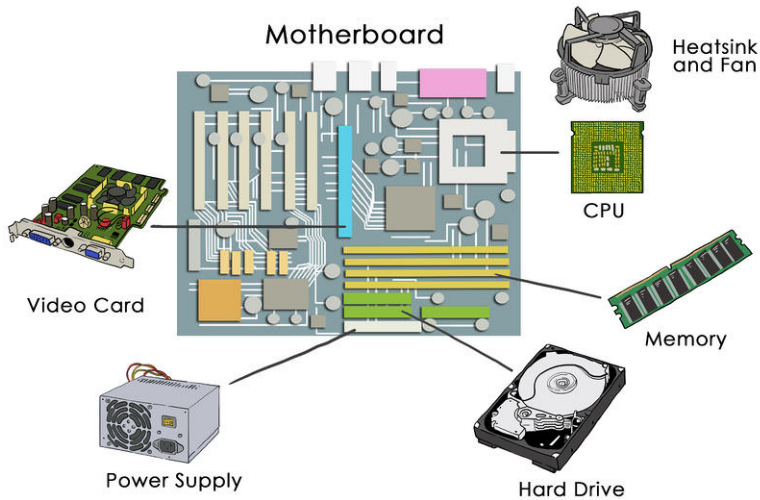 Motherboard
Heatsink
and Fan
CPU
Video Card
Memory
Power Supply
Hard Drive